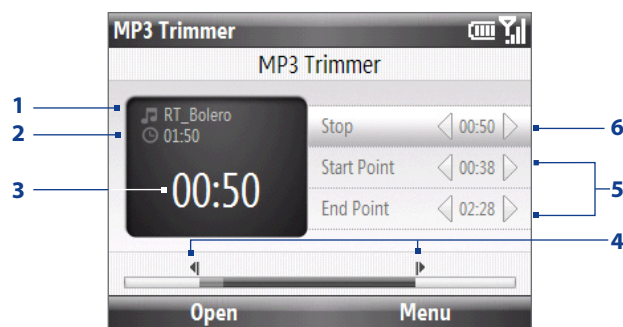 MP3 Trimmer
MP3 Trimmer
1
RT_Bolero
2
01:50
3
00:50
Stop 00:50
6
Start Point 00:38
5
End Point 02:28
4
Open Menu